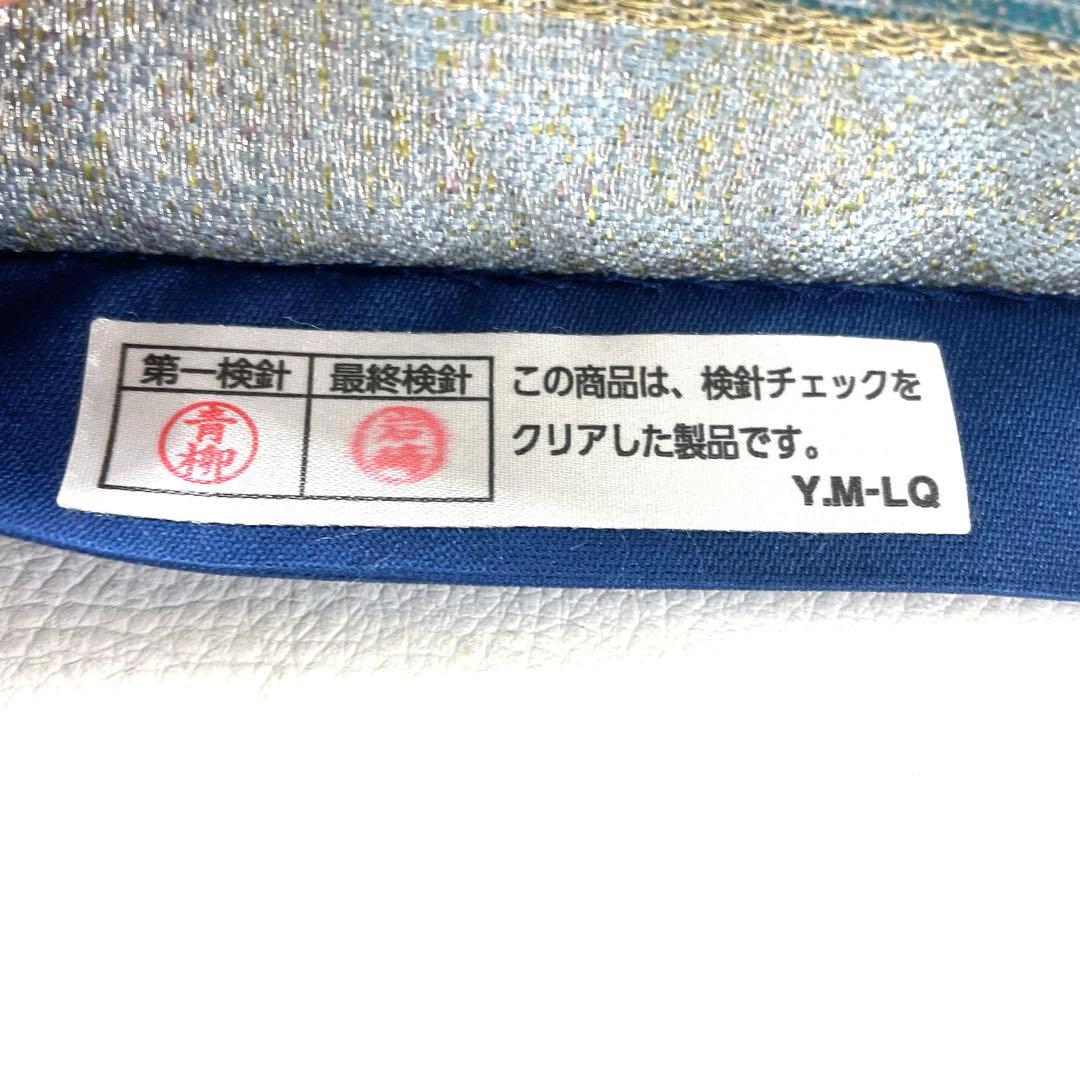 第一検針 最終検針
青柳
この商品は、検針チェックを
クリアした製品です。
Y.M-LQ